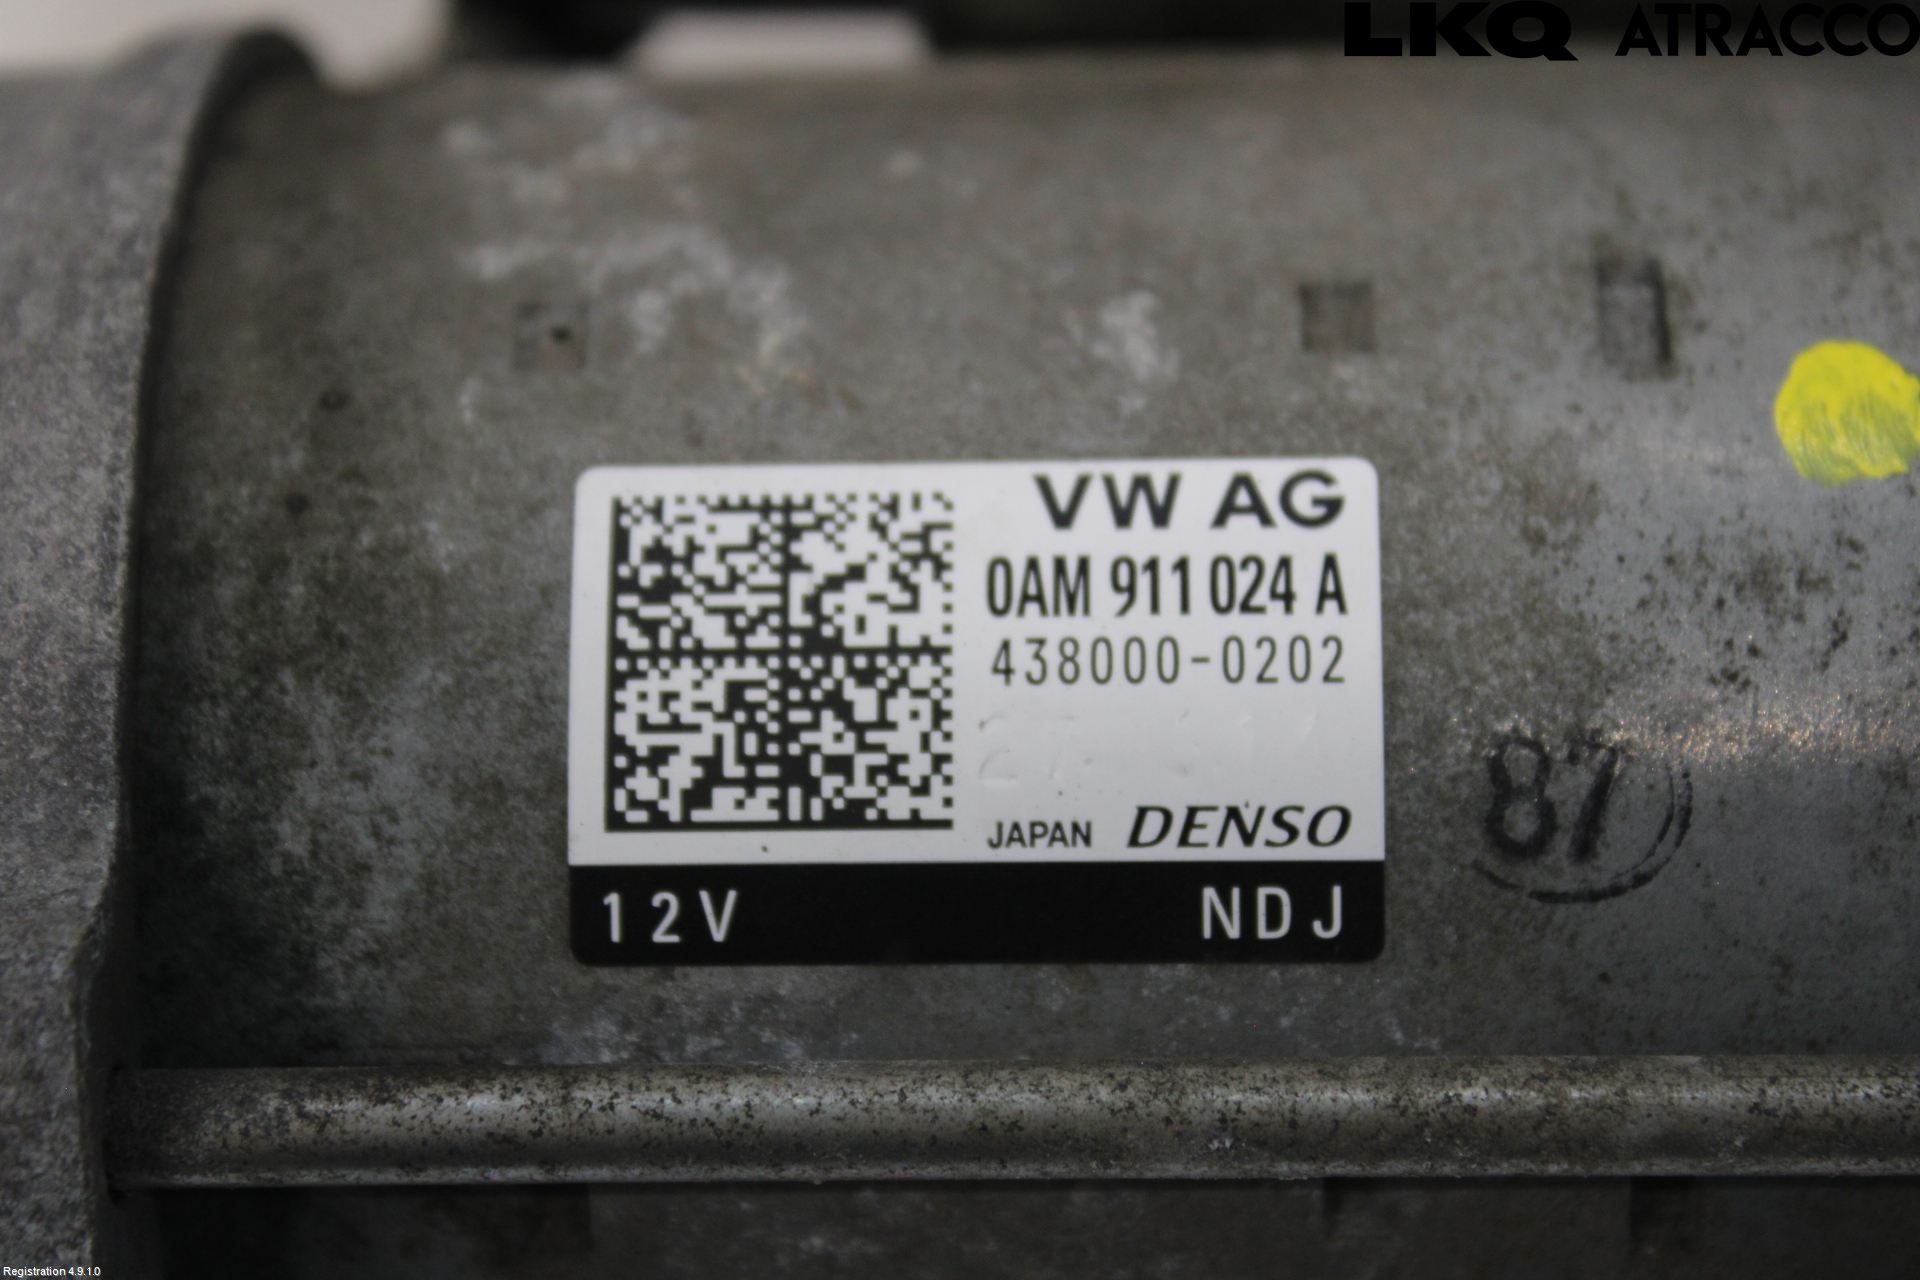 LKQ ATRACCO
VW AG
0AM 911 024 A
438000-0202
JAPAN DENSO
12V NDJ
87
Registration 4.9.1.0